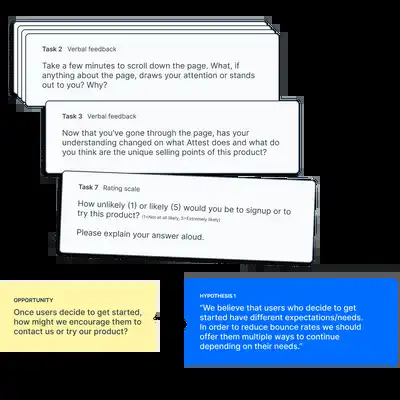 Task 2 Verbal feedback
Take a few minutes to scroll down the page. What, if
anything about the page, draws your attention or stands
out to you? Why?
Task 3 Verbal feedback
Now that you've gone through the page, has your
understanding changed on what Attest does and what do
you think are the unique selling points of this product?
Task 7 Rating scale
How unlikely (1) or likely (5) would you be to signup or to
try this product? (1=Not at all likely, 5=Extremely likely)
Please explain your answer aloud.
OPPORTUNITY
Once users decide to get started,
how might we encourage them to
contact us or try our product?
HYPOTHESIS 1
“We believe that users who decide to get
started have different expectations/needs.
In order to reduce bounce rates we should
offer them multiple ways to continue
depending on their needs.”